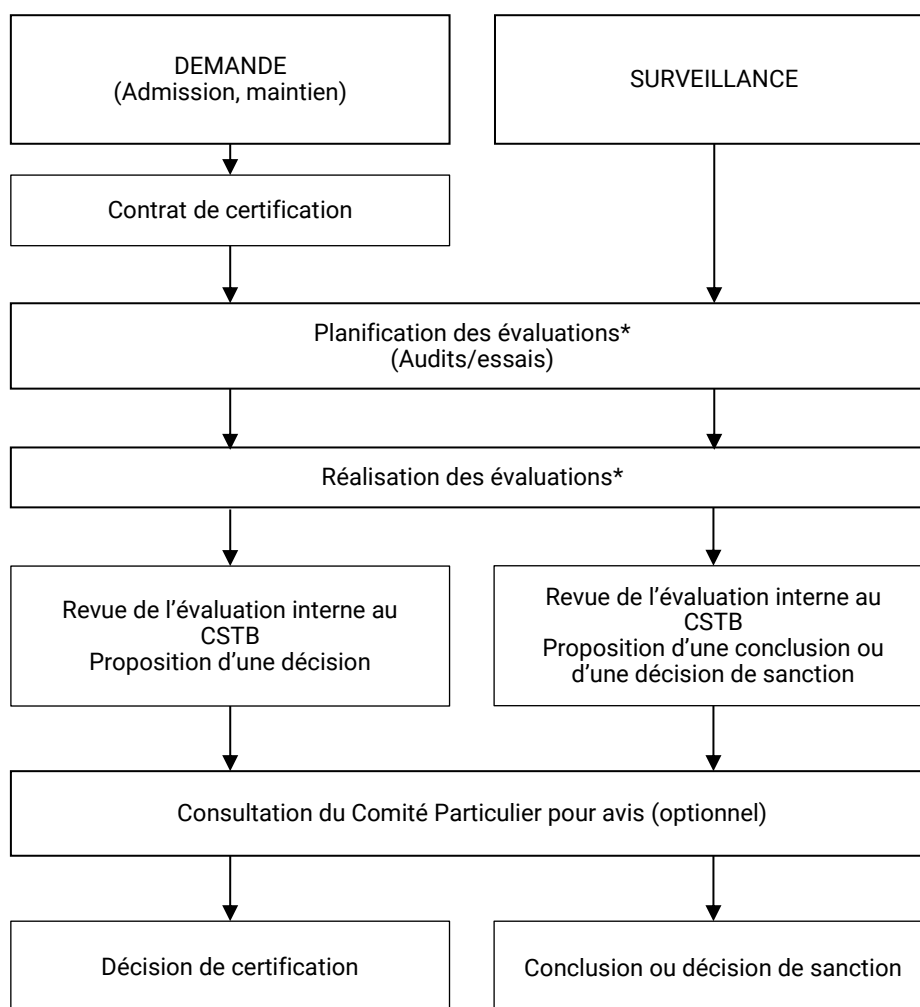 DEMANDE
(Admission, maintien)
SURVEILLANCE
Contrat de certification
Planification des évaluations*
(Audits/essais)
Réalisation des évaluations*
Revue de l’évaluation interne au
CSTB
Proposition d’une décision
Revue de l’évaluation interne au
CSTB
Proposition d’une conclusion ou
d’une décision de sanction
Consultation du Comité Particulier pour avis (optionnel)
Décision de certification
Conclusion ou décision de sanction